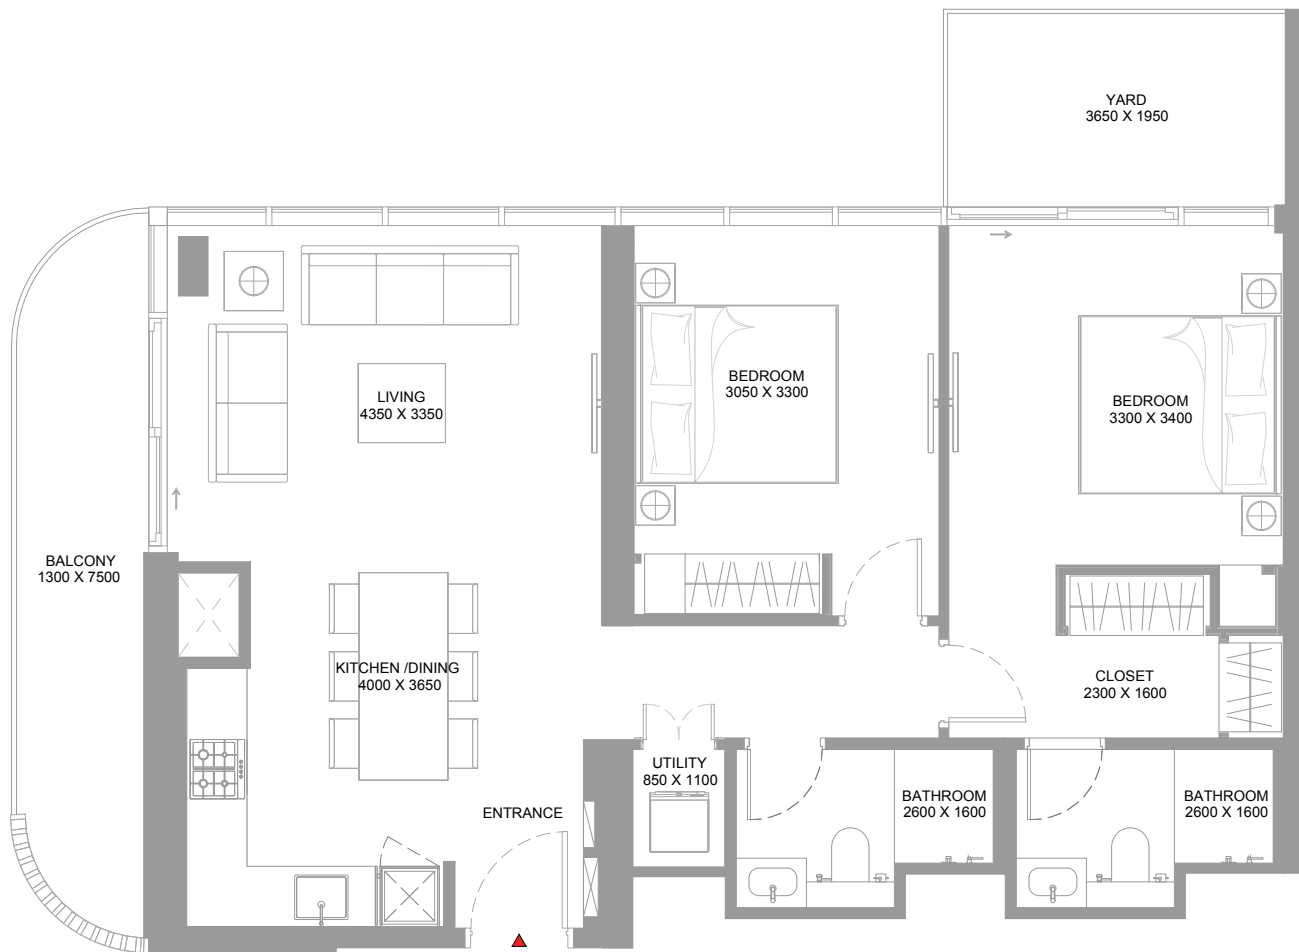 YARD
3650 X 1950
BEDROOM
3050 X 3300
LIVING
4350 X 3350
BEDROOM
3300 X 3400
BALCONY
1300 X 7500
KITCHEN /DINING
4000 X 3650
CLOSET
2300 X 1600
UTILITY
850 X 1100
BATHROOM
2600 X 1600
BATHROOM
2600 X 1600
ENTRANCE